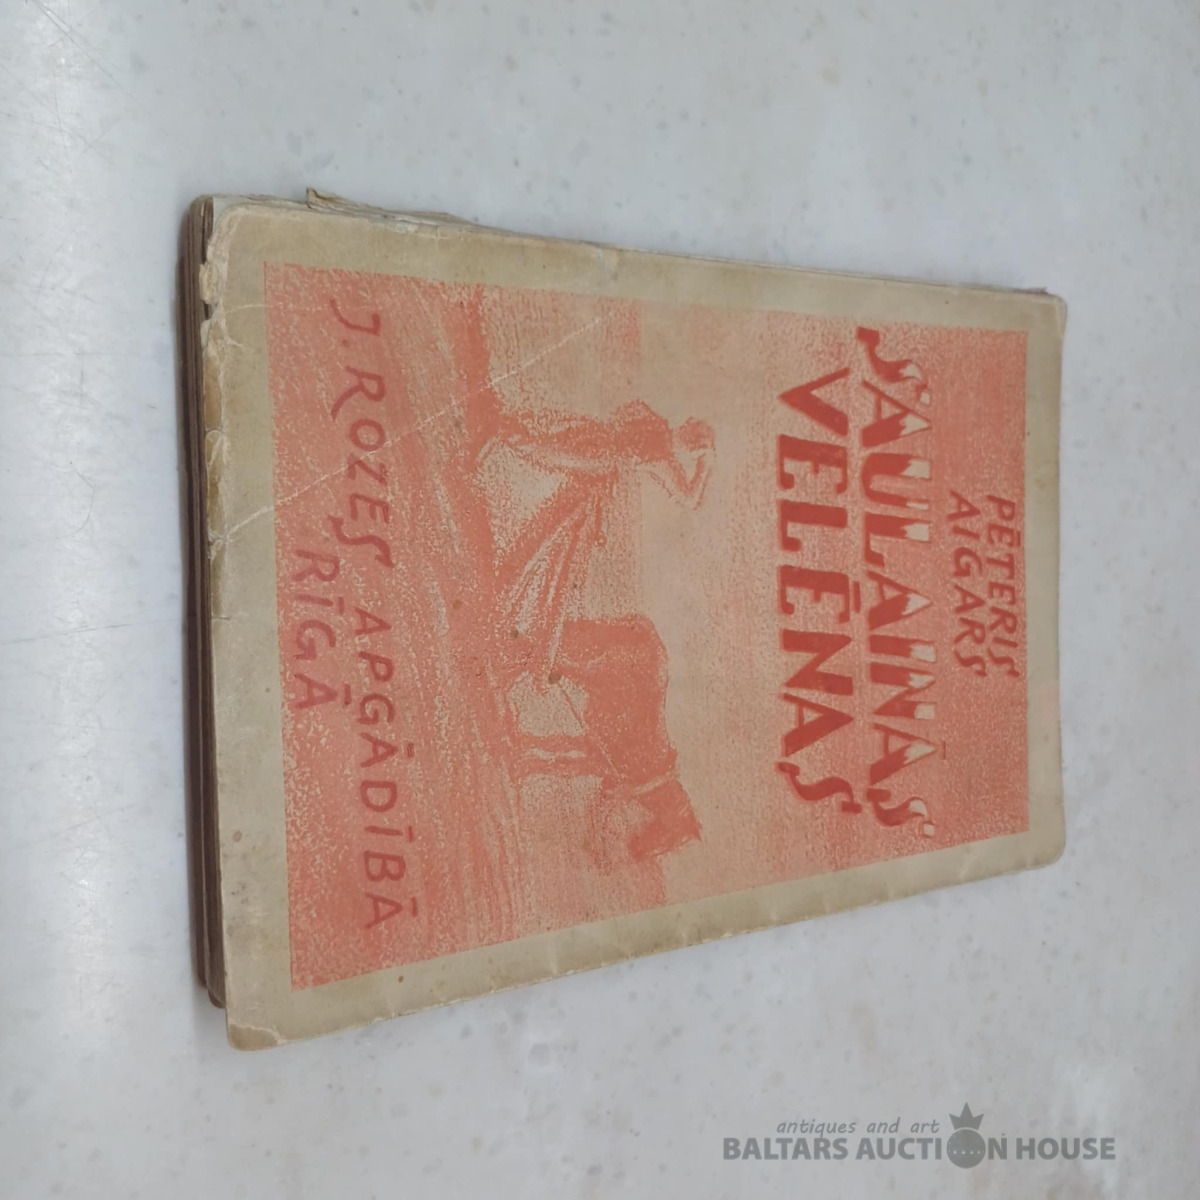 PĒTERIS
AIGARS
SAULAINĀS
VELĒNAS
J. ROZES APGĀDĪBĀ
RĪGĀ
antiques and art
BALTARS AUCTION HOUSE